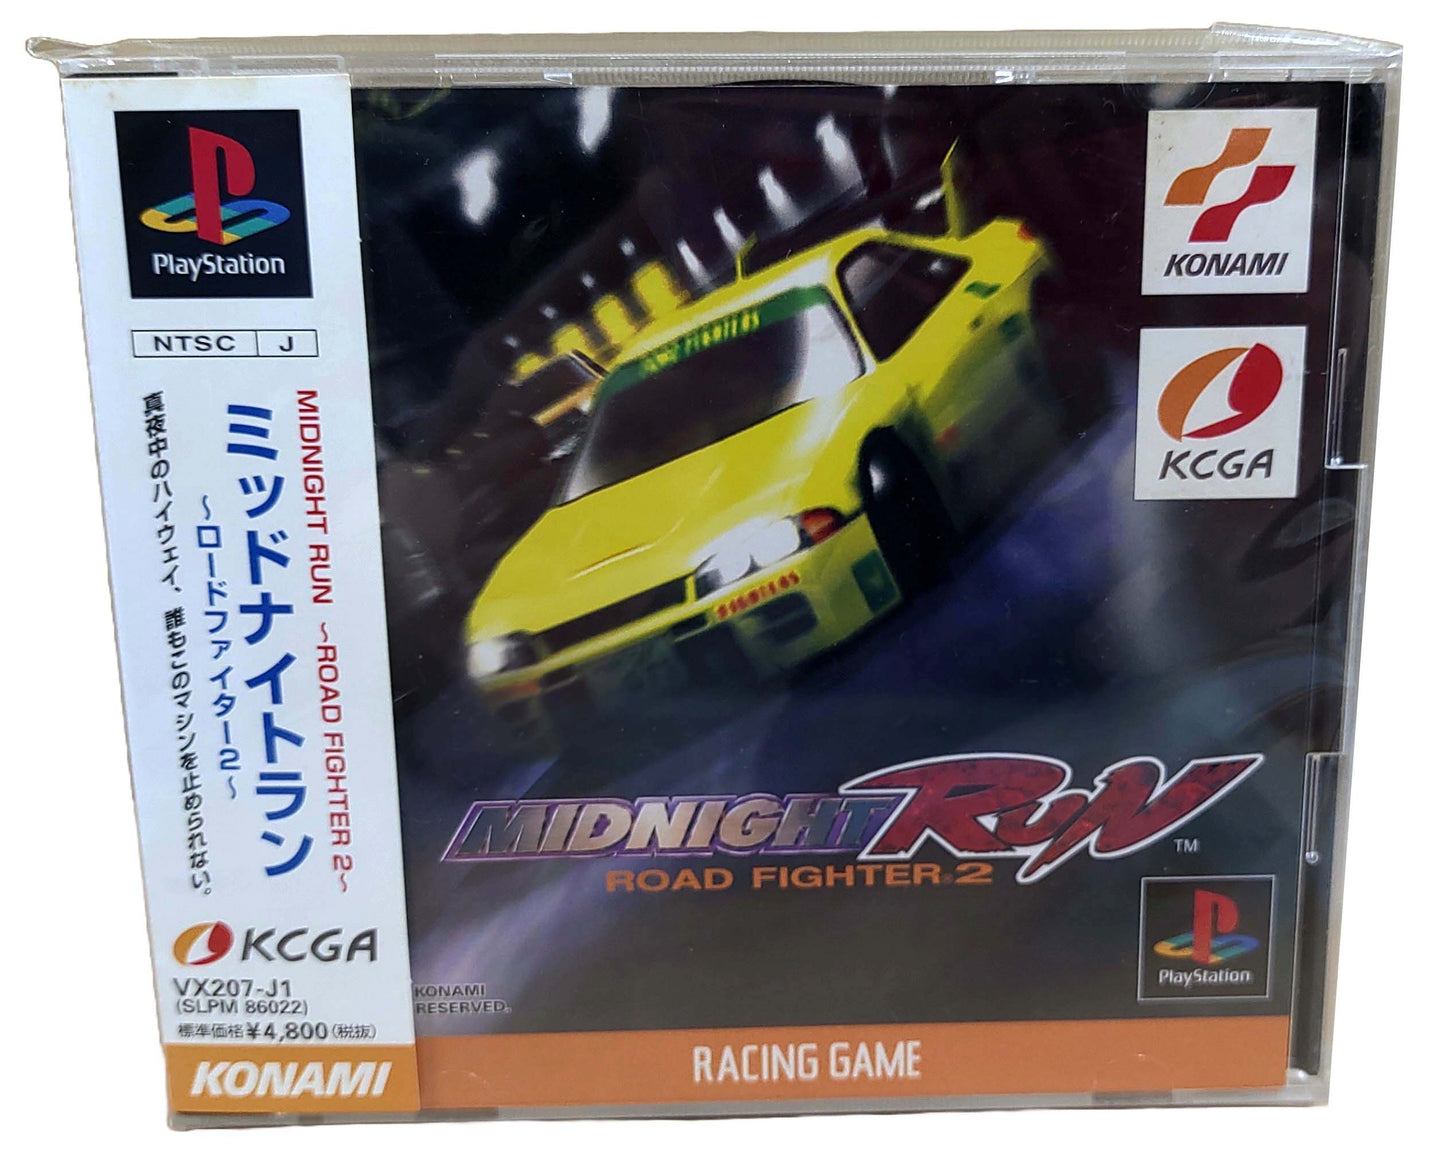 PlayStation
NTSC J
MIDNIGHT RUN ~ROAD FIGHTER 2~
ミッドナイトラン
~ロードファイター2~
真夜中のハイウェイ、誰もこのマシンを止められない。
KCGA
VX207-J1
(SLPM 86022)
標準価格¥4,800(税抜)
KONAMI
KONAMI
KCGA
FIGHTERS
MIDNIGHT RUN TM
ROAD FIGHTER 2
PlayStation
KONAMI
RESERVED.
RACING GAME